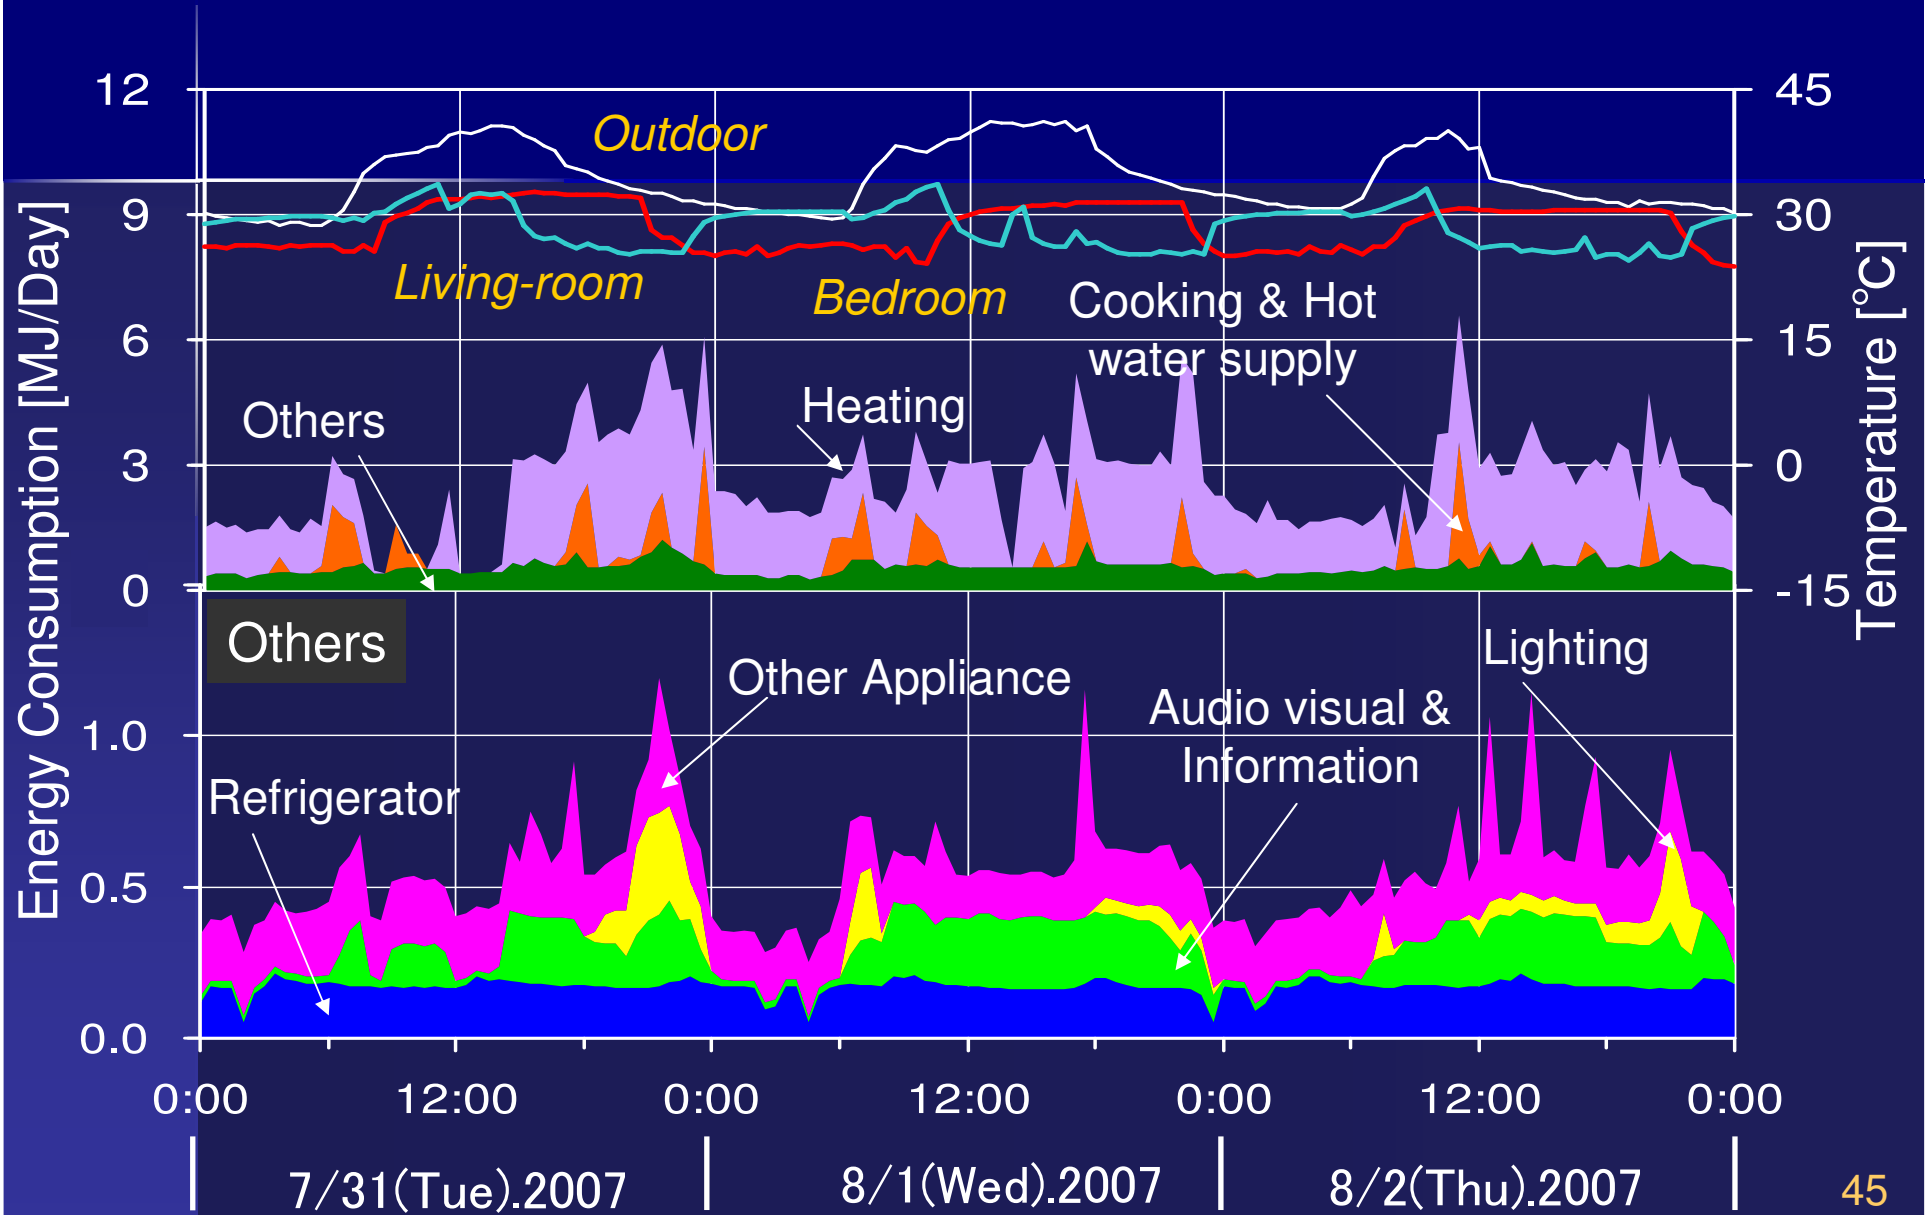 12
9
6
3
0
45
30
15
0
-15
Energy Consumption [MJ/Day]
Temperature [°C]
Outdoor
Living-room
Bedroom
Cooking & Hot
water supply
Others
Heating
Others
Other Appliance
Lighting
Audio visual &
Information
Refrigerator
1.0
0.5
0.0
0:00 12:00 0:00 12:00 0:00 12:00 0:00
7/31(Tue).2007 8/1(Wed).2007 8/2(Thu).2007
45